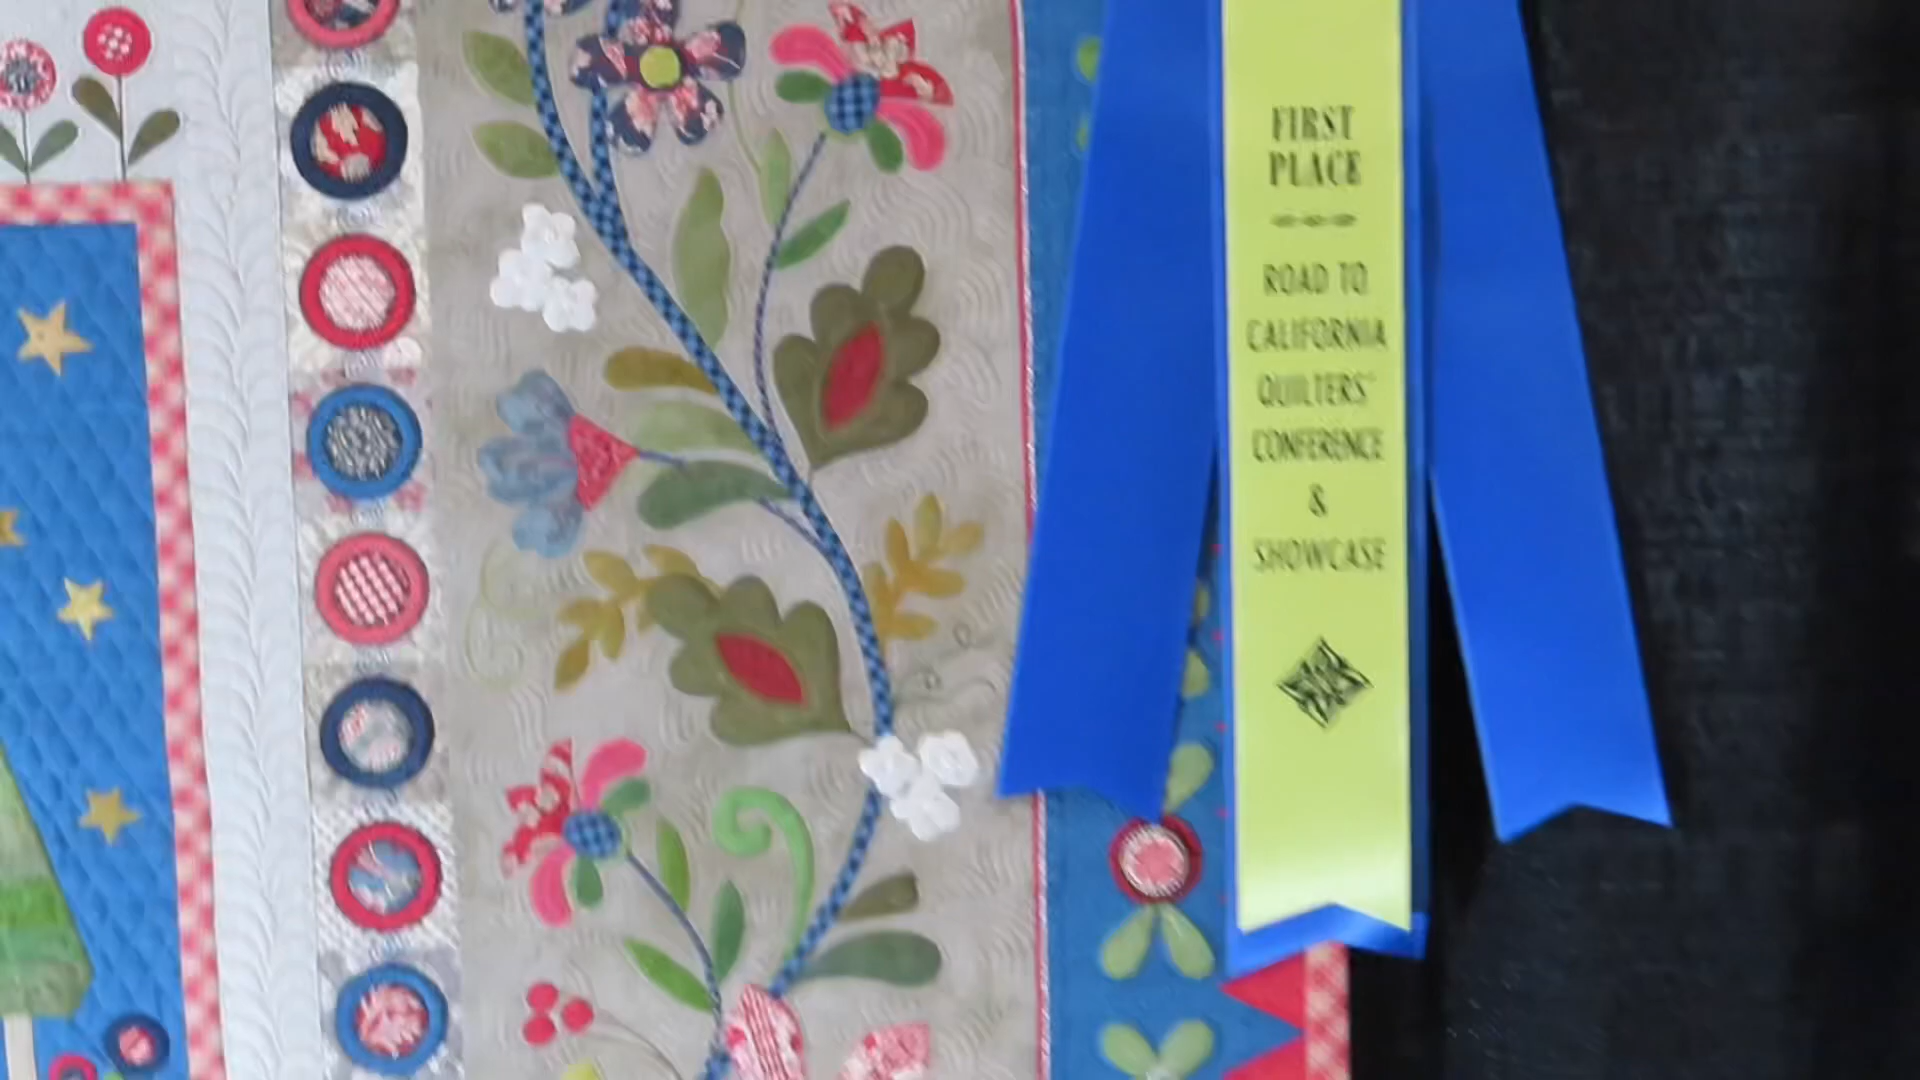 FIRST
PLACE
ROAD TO
CALIFORNIA
QUILTERS'
CONFERENCE
&
SHOWCASE